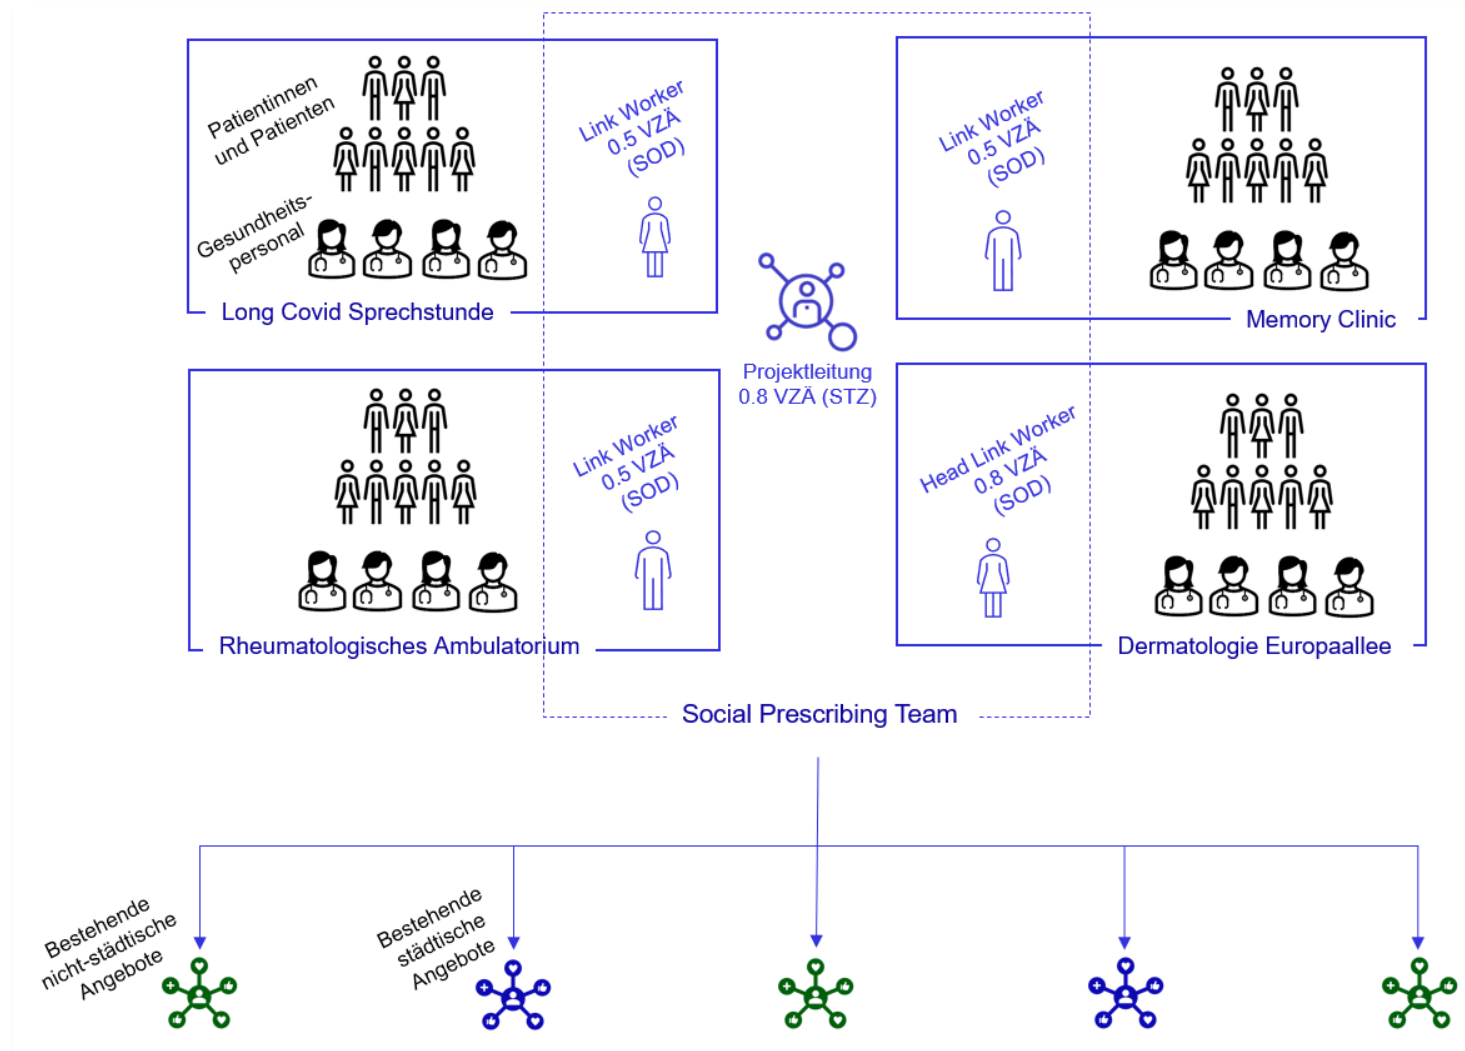 Patientinnen
und Patienten
Gesundheits-
personal
Link Worker
0.5 VZÄ
(SOD)
Long Covid Sprechstunde
Link Worker
0.5 VZÄ
(SOD)
Memory Clinic
Projektleitung
0.8 VZÄ (STZ)
Link Worker
0.5 VZÄ
(SOD)
Rheumatologisches Ambulatorium
Head Link Worker
0.8 VZÄ
(SOD)
Dermatologie Europaallee
Social Prescribing Team
Bestehende
nicht-städtische
Angebote
Bestehende
städtische
Angebote